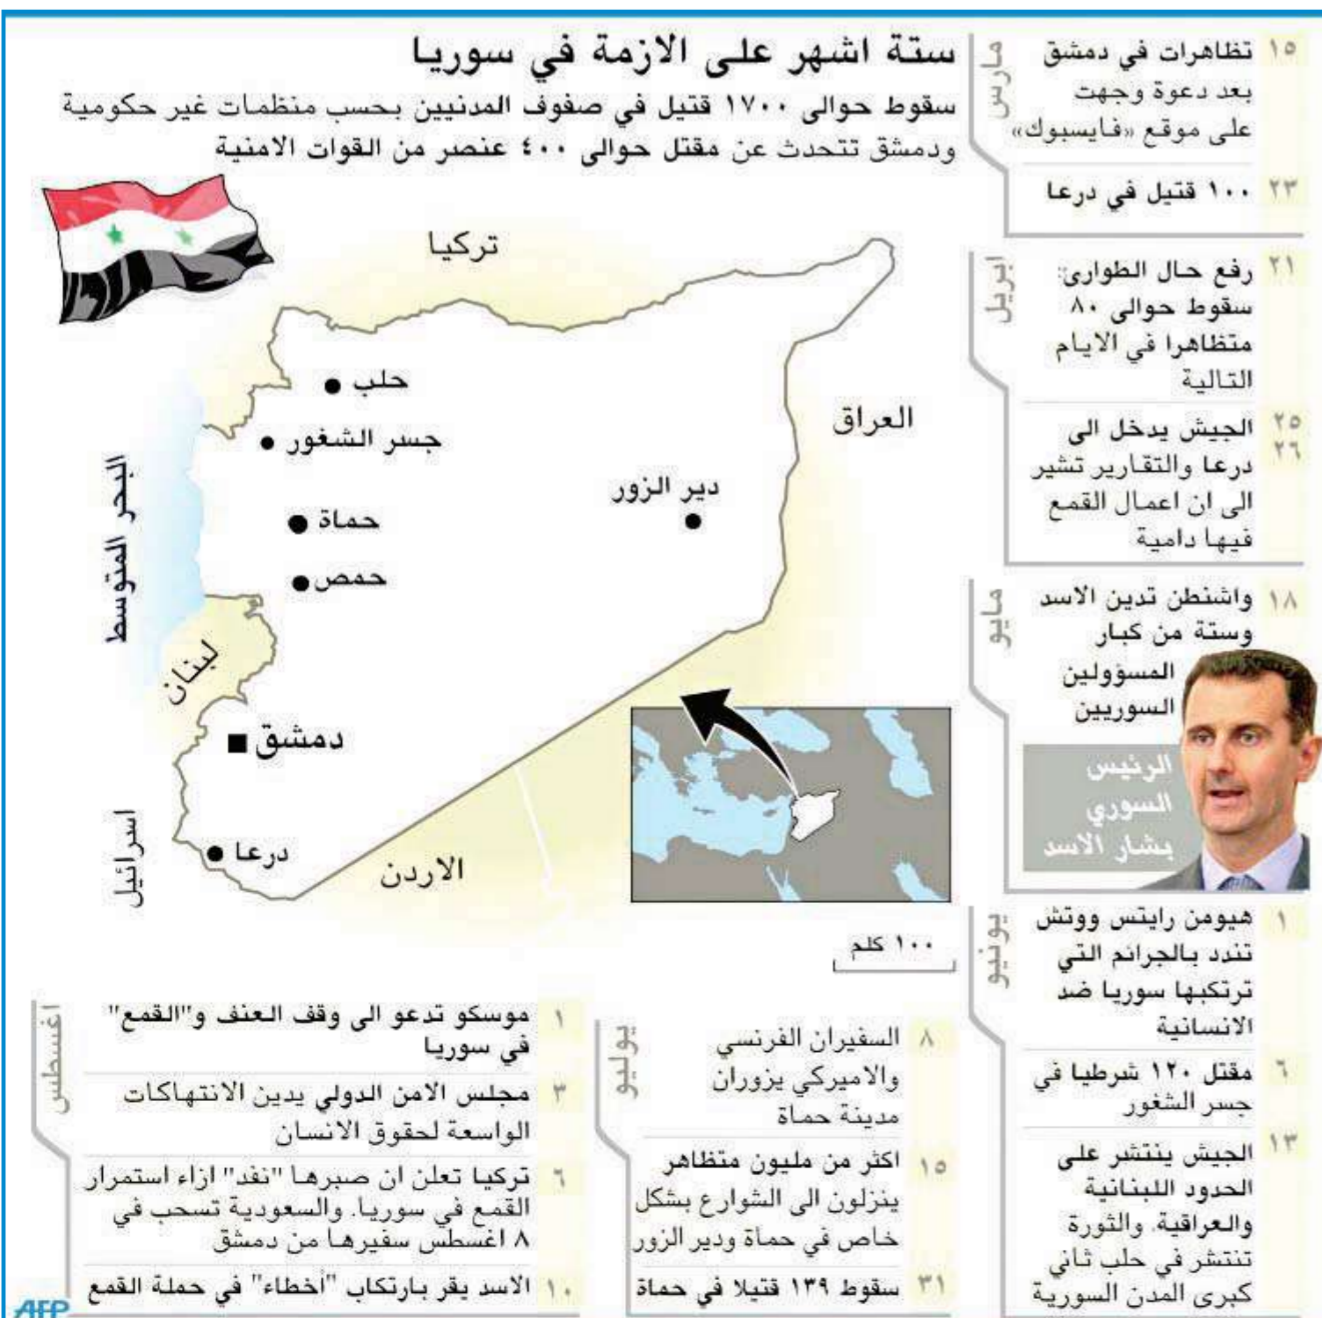 ستة اشهر على الازمة في سوريا
سقوط حوالى ١٧٠٠ قتيل في صفوف المدنيين بحسب منظمات غير حكومية
ودمشق تتحدث عن مقتل حوالى ٤٠٠ عنصر من القوات الامنية
مارس
١٥ تظاهرات في دمشق
بعد دعوة وجهت
على موقع «فايسبوك»
٢٣ ١٠٠ قتيل في درعا
ابريل
٢١ رفع حال الطوارئ:
سقوط حوالى ٨٠
متظاهرا في الايام
التالية
٢٥ الجيش يدخل الى
٢٦ درعا والتقارير تشير
الى ان اعمال القمع
فيها دامية
مايو
١٨ واشنطن تدين الاسد
وستة من كبار
المسؤولين
السوريين
الرئيس
السوري
بشار الاسد
يونيو
١ هيومن رايتس ووتش
تندد بالجرائم التي
ترتكبها سوريا ضد
الانسانية
٦ مقتل ١٢٠ شرطيا في
جسر الشغور
١٣ الجيش ينتشر على
الحدود اللبنانية
والعراقية. والثورة
تنتشر في حلب ثاني
كبرى المدن السورية
تركيا
حلب
جسر الشغور
العراق
دير الزور
حماة
حمص
البحر المتوسط
لبنان
دمشق
اسرائيل
درعا
الاردن
١٠٠ كلم
يوليو
٨ السفيران الفرنسي
والاميركي يزوران
مدينة حماة
١٥ اكثر من مليون متظاهر
ينزلون الى الشوارع بشكل
خاص في حماة ودير الزور
٣١ سقوط ١٣٩ قتيلا في حماة
اغسطس
١ موسكو تدعو الى وقف العنف و"القمع"
في سوريا
٣ مجلس الامن الدولي يدين الانتهاكات
الواسعة لحقوق الانسان
٦ تركيا تعلن ان صبرها "نفد" ازاء استمرار
القمع في سوريا. والسعودية تسحب في
٨ اغسطس سفيرها من دمشق
١٠ الاسد يقر بارتكاب "أخطاء" في حملة القمع
AFP